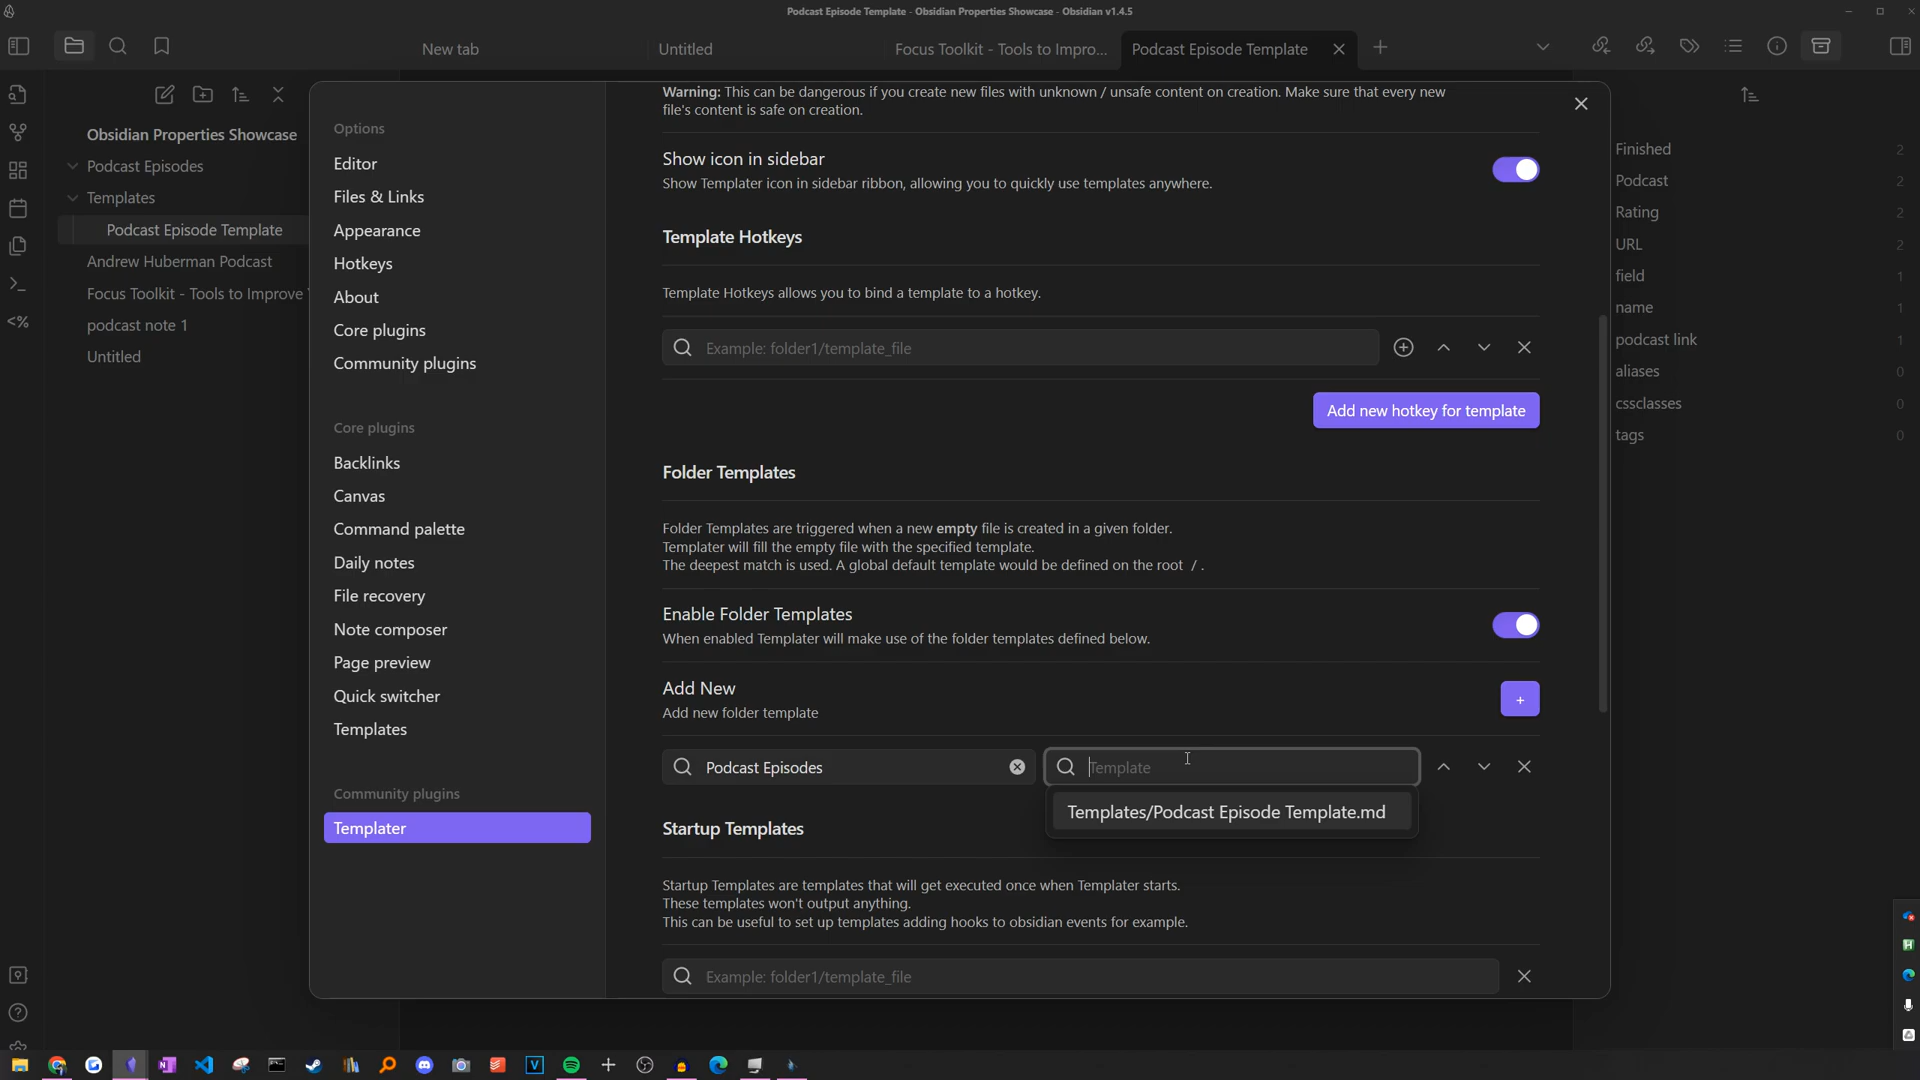 Podcast Episode Template - Obsidian Properties Showcase - Obsidian v1.4.5
New tab
Untitled
Focus Toolkit - Tools to Impro...
Podcast Episode Template
Obsidian Properties Showcase
Podcast Episodes
Templates
Podcast Episode Template
Andrew Huberman Podcast
Focus Toolkit - Tools to Improve
podcast note 1
Untitled
Options
Editor
Files & Links
Appearance
Hotkeys
About
Core plugins
Community plugins
Core plugins
Backlinks
Canvas
Command palette
Daily notes
File recovery
Note composer
Page preview
Quick switcher
Templates
Community plugins
Templater
Warning: This can be dangerous if you create new files with unknown / unsafe content on creation. Make sure that every new
file's content is safe on creation.
Show icon in sidebar
Show Templater icon in sidebar ribbon, allowing you to quickly use templates anywhere.
Template Hotkeys
Template Hotkeys allows you to bind a template to a hotkey.
Example: folder1/template_file
Add new hotkey for template
Folder Templates
Folder Templates are triggered when a new empty file is created in a given folder.
Templater will fill the empty file with the specified template.
The deepest match is used. A global default template would be defined on the root / .
Enable Folder Templates
When enabled Templater will make use of the folder templates defined below.
Add New
Add new folder template
+
Podcast Episodes
Template
Templates/Podcast Episode Template.md
Startup Templates
Startup Templates are templates that will get executed once when Templater starts.
These templates won't output anything.
This can be useful to set up templates adding hooks to obsidian events for example.
Example: folder1/template_file
Finished 2
Podcast 2
Rating 2
URL 2
field 1
name 1
podcast link 1
aliases 0
cssclasses 0
tags 0